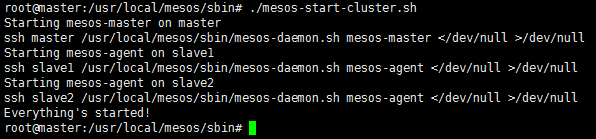 root@master:/usr/local/mesos/sbin# ./mesos-start-cluster.sh
Starting mesos-master on master
ssh master /usr/local/mesos/sbin/mesos-daemon.sh mesos-master </dev/null >/dev/null
Starting mesos-agent on slave1
ssh slave1 /usr/local/mesos/sbin/mesos-daemon.sh mesos-agent </dev/null >/dev/null
Starting mesos-agent on slave2
ssh slave2 /usr/local/mesos/sbin/mesos-daemon.sh mesos-agent </dev/null >/dev/null
Everything's started!
root@master:/usr/local/mesos/sbin#